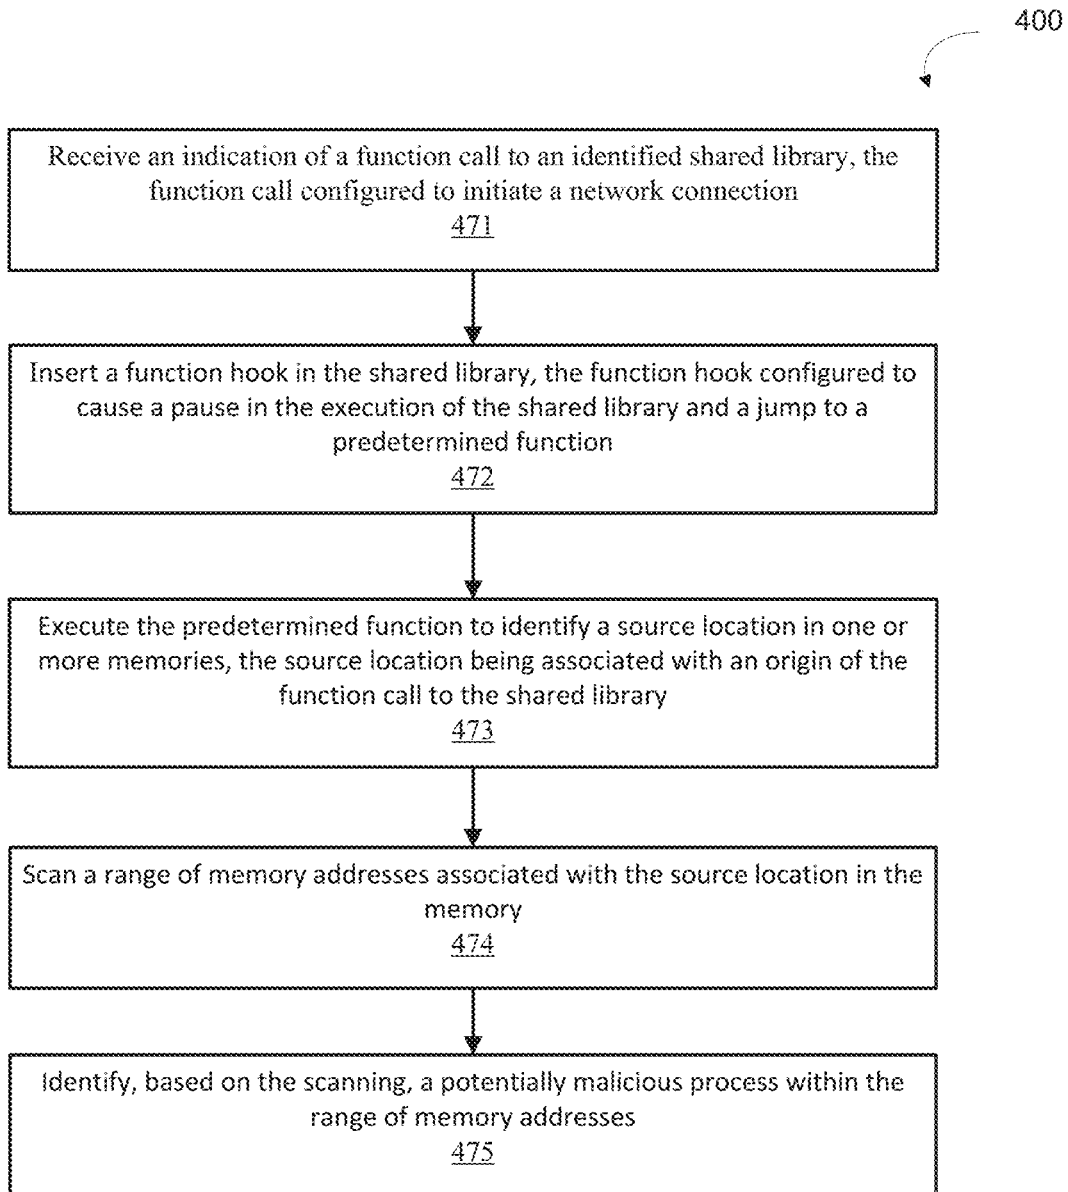 400
Receive an indication of a function call to an identified shared library, the
function call configured to initiate a network connection
471
Insert a function hook in the shared library, the function hook configured to
cause a pause in the execution of the shared library and a jump to a
predetermined function
472
Execute the predetermined function to identify a source location in one or
more memories, the source location being associated with an origin of the
function call to the shared library
473
Scan a range of memory addresses associated with the source location in the
memory
474
Identify, based on the scanning, a potentially malicious process within the
range of memory addresses
475